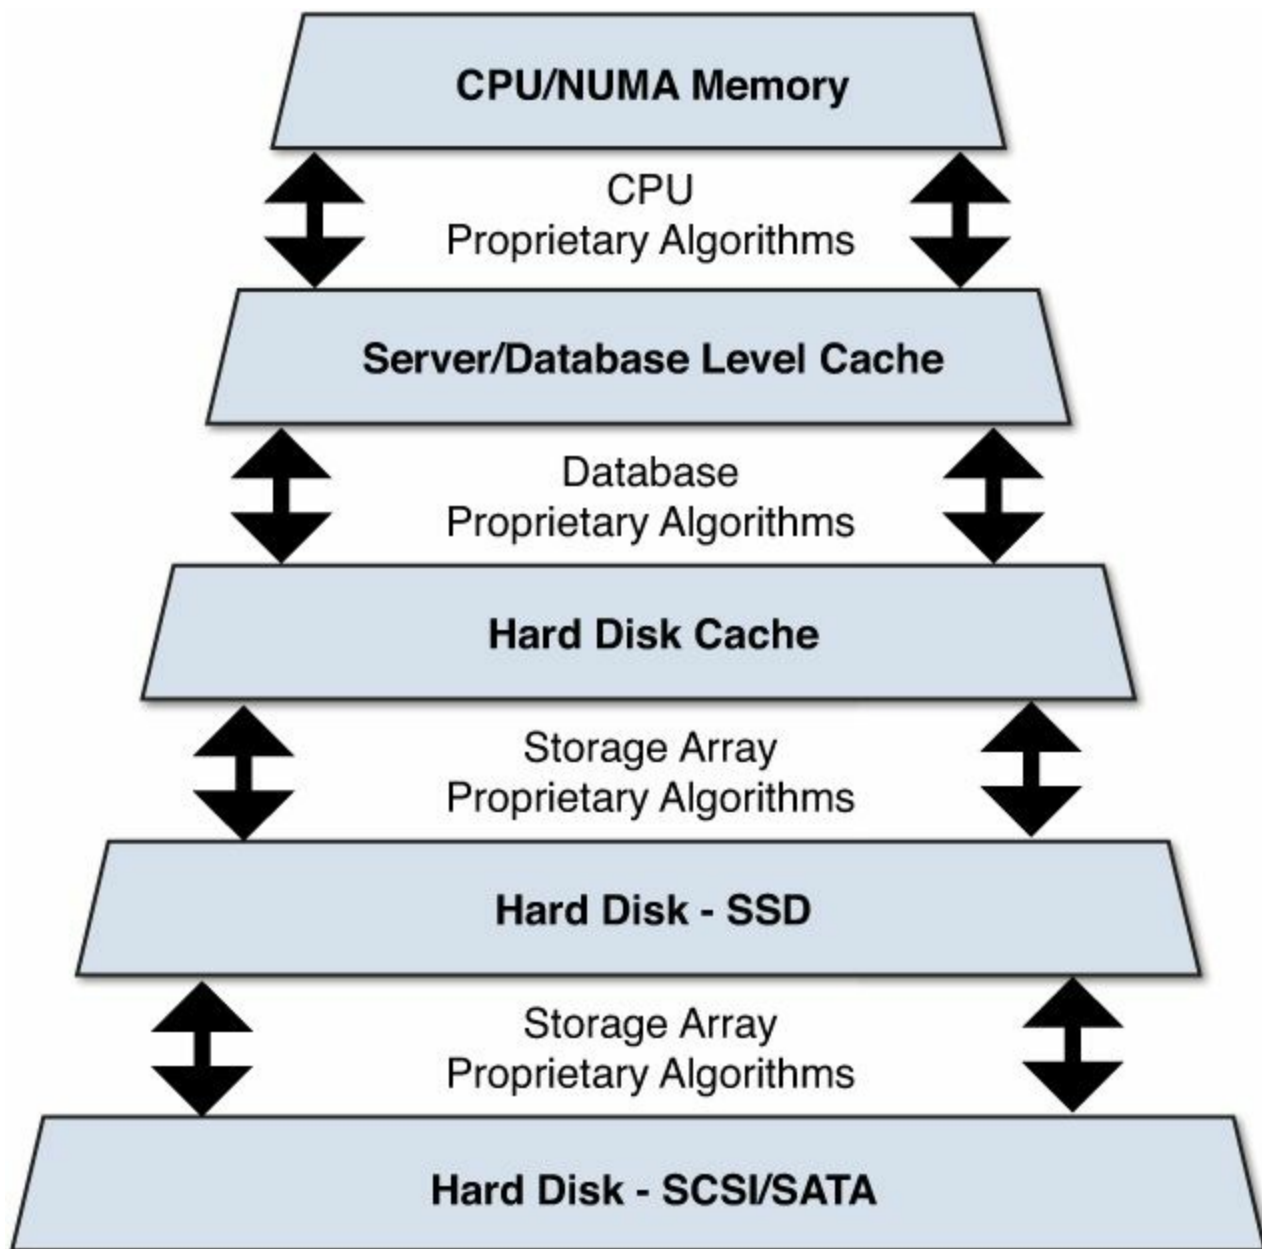 CPU/NUMA Memory
CPU
Proprietary Algorithms
Server/Database Level Cache
Database
Proprietary Algorithms
Hard Disk Cache
Storage Array
Proprietary Algorithms
Hard Disk - SSD
Storage Array
Proprietary Algorithms
Hard Disk - SCSI/SATA